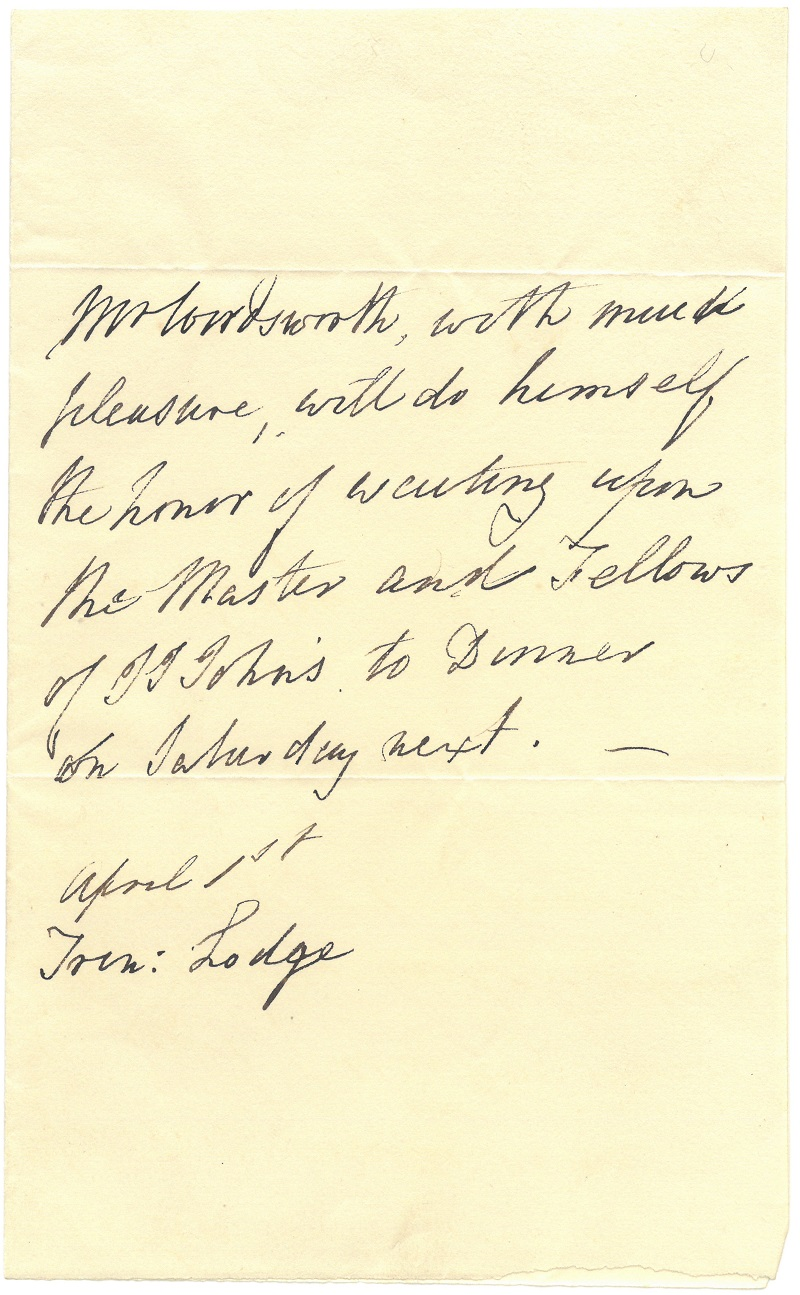 Mr Wordsworth, with much
pleasure, will do himself
the honor of waiting upon
the Master and Fellows
of St John's to Dinner
on Saturday next. —
April 1st
Trin: Lodge